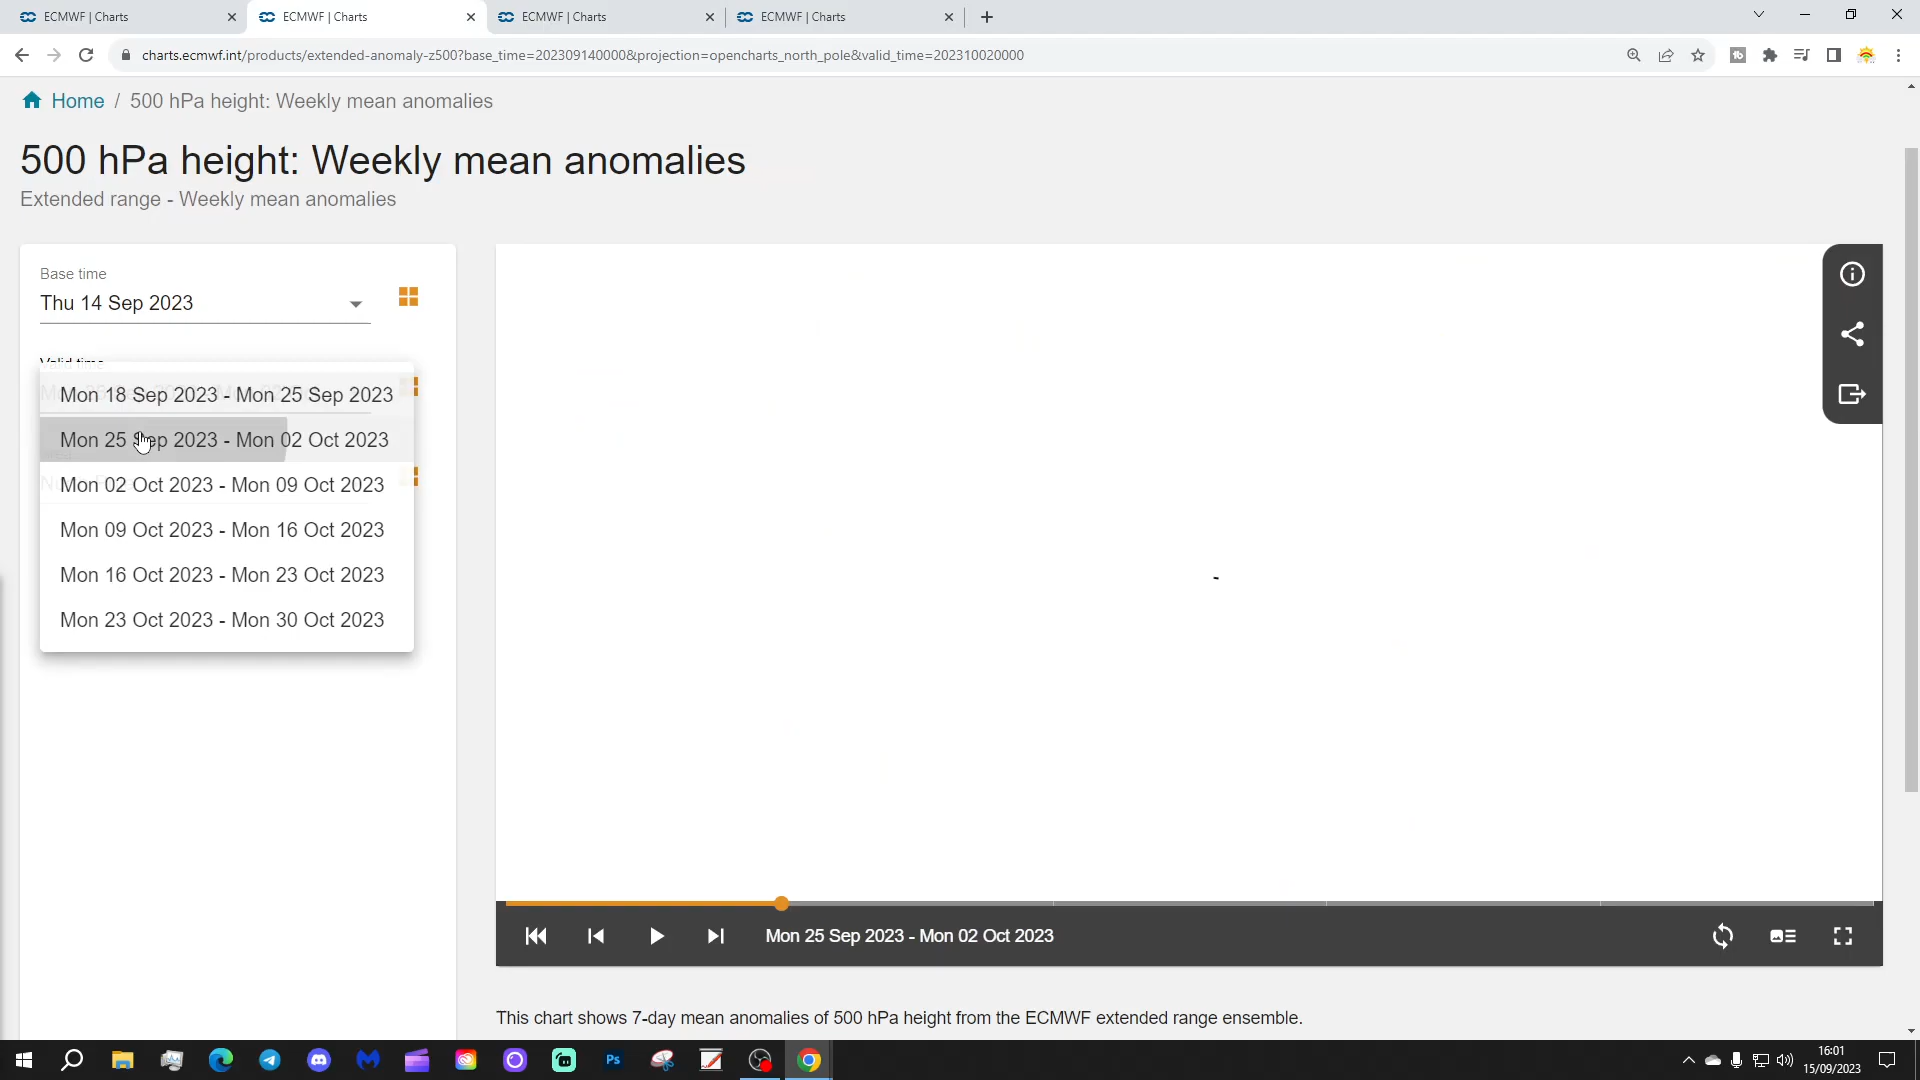 ECMWF | Charts
ECMWF | Charts
ECMWF | Charts
ECMWF | Charts
charts.ecmwf.int/products/extended-anomaly-z500?base_time=202309140000&projection=opencharts_north_pole&valid_time=202310020000
Home / 500 hPa height: Weekly mean anomalies
500 hPa height: Weekly mean anomalies
Extended range - Weekly mean anomalies
Base time
Thu 14 Sep 2023
Valid time
Mon 18 Sep 2023 - Mon 25 Sep 2023
Mon 25 Sep 2023 - Mon 02 Oct 2023
Mon 02 Oct 2023 - Mon 09 Oct 2023
Mon 09 Oct 2023 - Mon 16 Oct 2023
Mon 16 Oct 2023 - Mon 23 Oct 2023
Mon 23 Oct 2023 - Mon 30 Oct 2023
Mon 25 Sep 2023 - Mon 02 Oct 2023
This chart shows 7-day mean anomalies of 500 hPa height from the ECMWF extended range ensemble.
Ps
16:01
15/09/2023